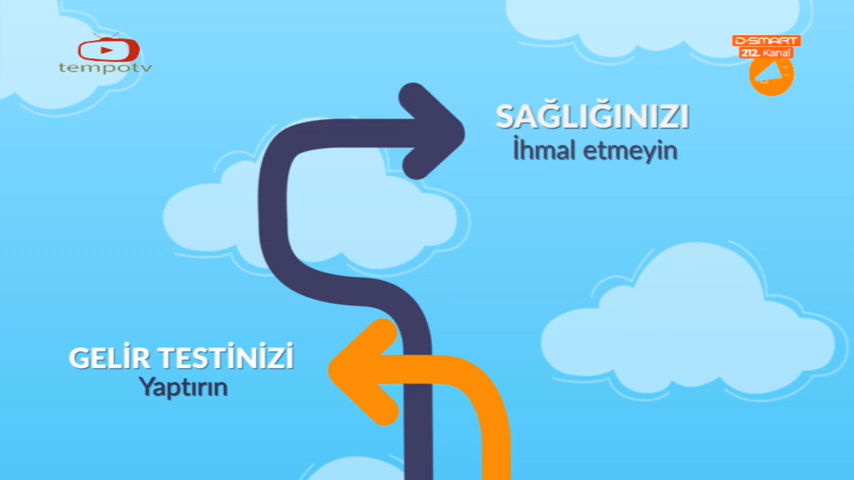 tempotv
D-SMART
212. Kanal
SAĞLIĞINIZI
İhmal etmeyin
GELİR TESTİNİZİ
Yaptırın